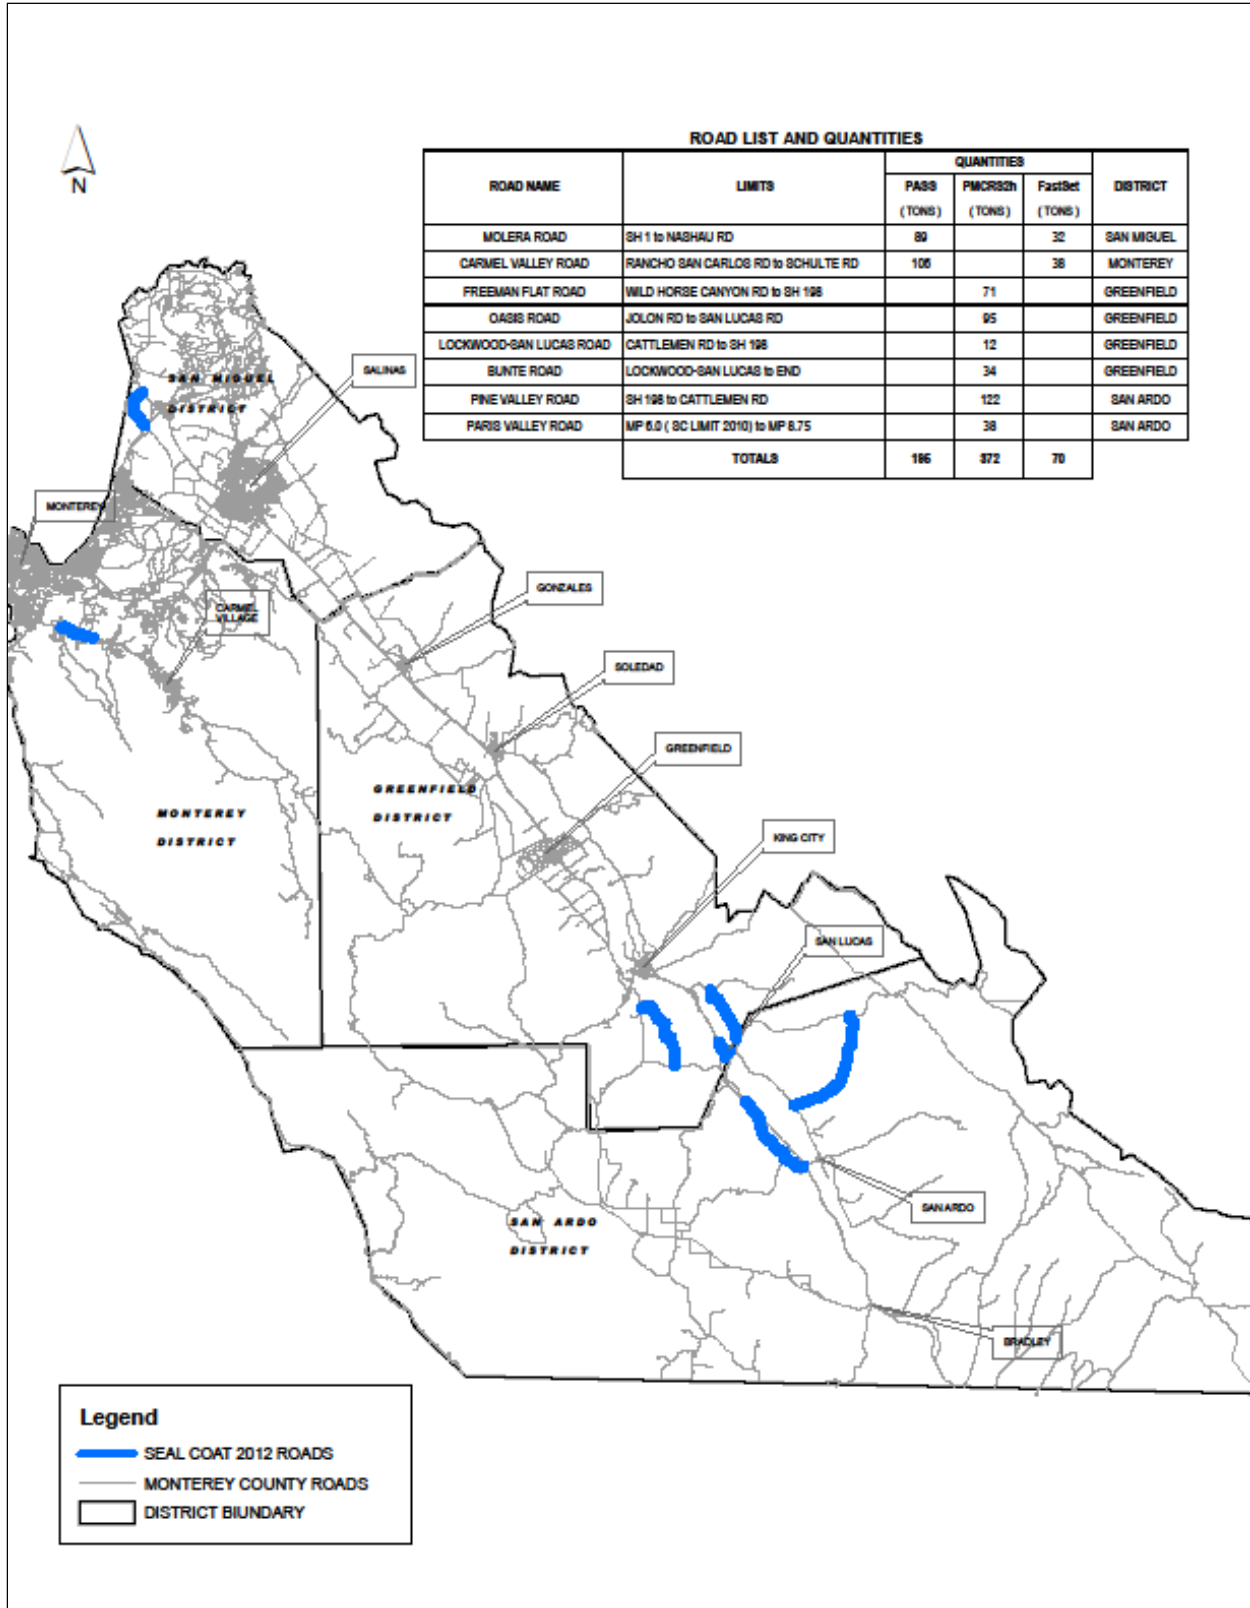 N
ROAD LIST AND QUANTITIES
ROAD NAME LIMITS QUANTITIES DISTRICT
PASS PMCRS2h FastSet
(TONS) (TONS) (TONS)
MOLERA ROAD SH 1 to NASHAU RD 89 32 SAN MIGUEL
CARMEL VALLEY ROAD RANCHO SAN CARLOS RD to SCHULTE RD 106 38 MONTEREY
FREEMAN FLAT ROAD WILD HORSE CANYON RD to SH 198 71 GREENFIELD
OASIS ROAD JOLON RD to SAN LUCAS RD 95 GREENFIELD
LOCKWOOD-SAN LUCAS ROAD CATTLEMEN RD to SH 198 12 GREENFIELD
BUNTE ROAD LOCKWOOD-SAN LUCAS to END 34 GREENFIELD
PINE VALLEY ROAD SH 198 to CATTLEMEN RD 122 SAN ARDO
PARIS VALLEY ROAD MP 6.0 ( SC LIMIT 2010) to MP 8.75 38 SAN ARDO
TOTALS 195 372 70
SALINAS
SAN MIGUEL
DISTRICT
MONTEREY
GONZALES
CARMEL
VILLAGE
SOLEDAD
GREENFIELD
GREENFIELD
DISTRICT
MONTEREY
DISTRICT
KING CITY
SAN LUCAS
SAN ARDO
SAN ARDO
DISTRICT
BRADLEY
Legend
SEAL COAT 2012 ROADS
MONTEREY COUNTY ROADS
DISTRICT BIUNDARY